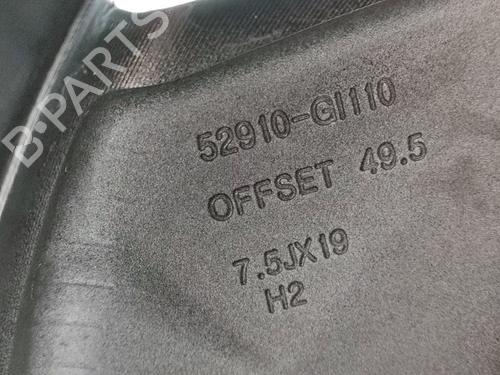 B-PARTS
52910-GI110
OFFSET 49.5
7.5JX19
H2